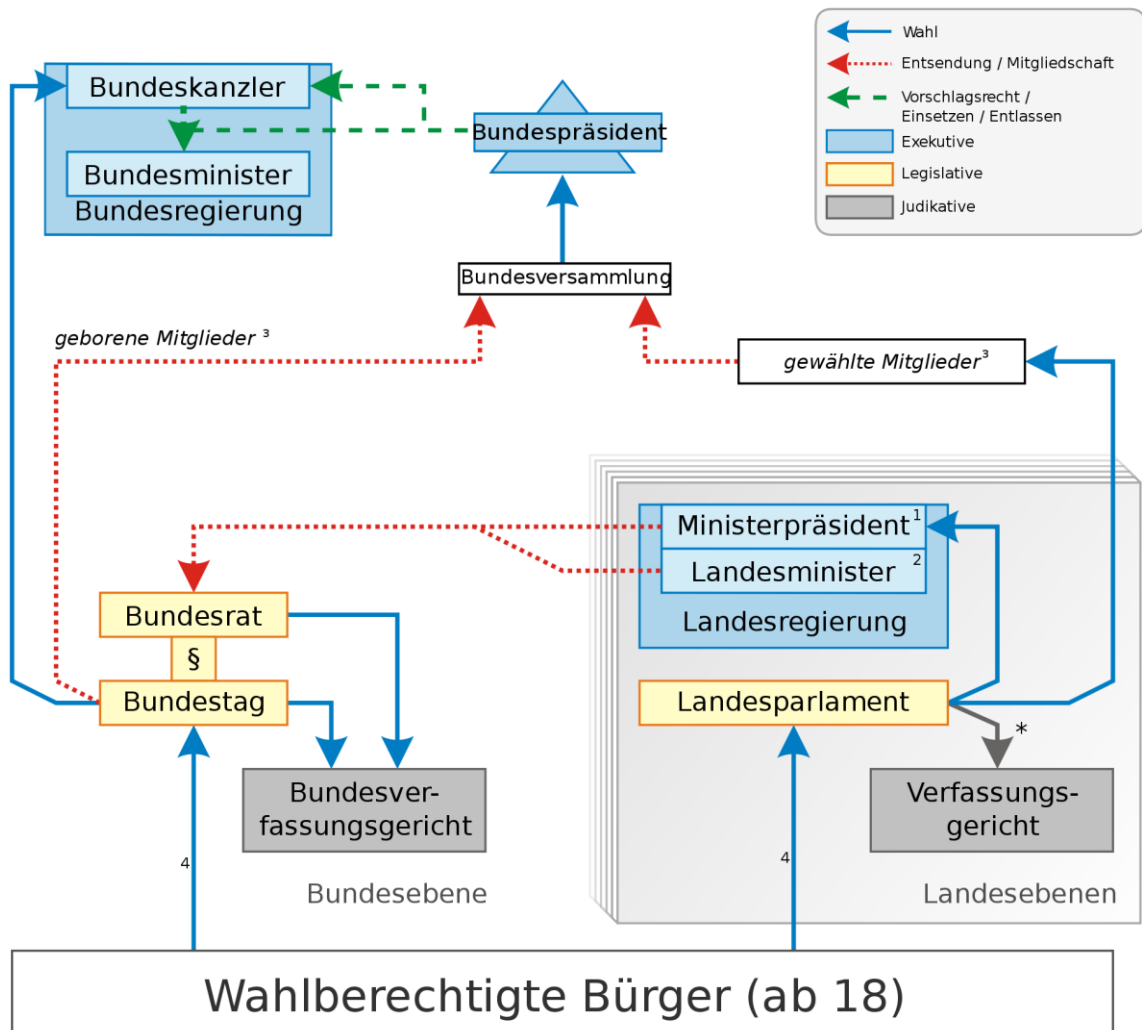 Wahl
Entsendung / Mitgliedschaft
Vorschlagsrecht /
Einsetzen / Entlassen
Exekutive
Legislative
Judikative
Bundeskanzler
Bundesminister
Bundesregierung
Bundespräsident
Bundesversammlung
geborene Mitglieder ³
gewählte Mitglieder³
Ministerpräsident¹
Landesminister ²
Landesregierung
Bundesrat
§
Bundestag
Landesparlament
*
Bundesver-
fassungsgericht
Verfassungs-
gericht
4
4
Bundesebene
Landesebenen
Wahlberechtigte Bürger (ab 18)